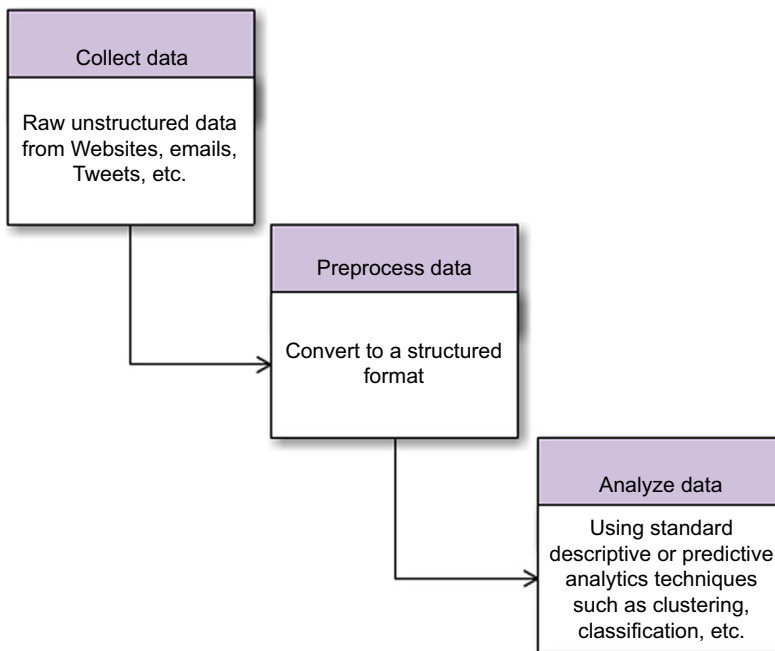 Collect data
Raw unstructured data
from Websites, emails,
Tweets, etc.
Preprocess data
Convert to a structured
format
Analyze data
Using standard
descriptive or predictive
analytics techniques
such as clustering,
classification, etc.